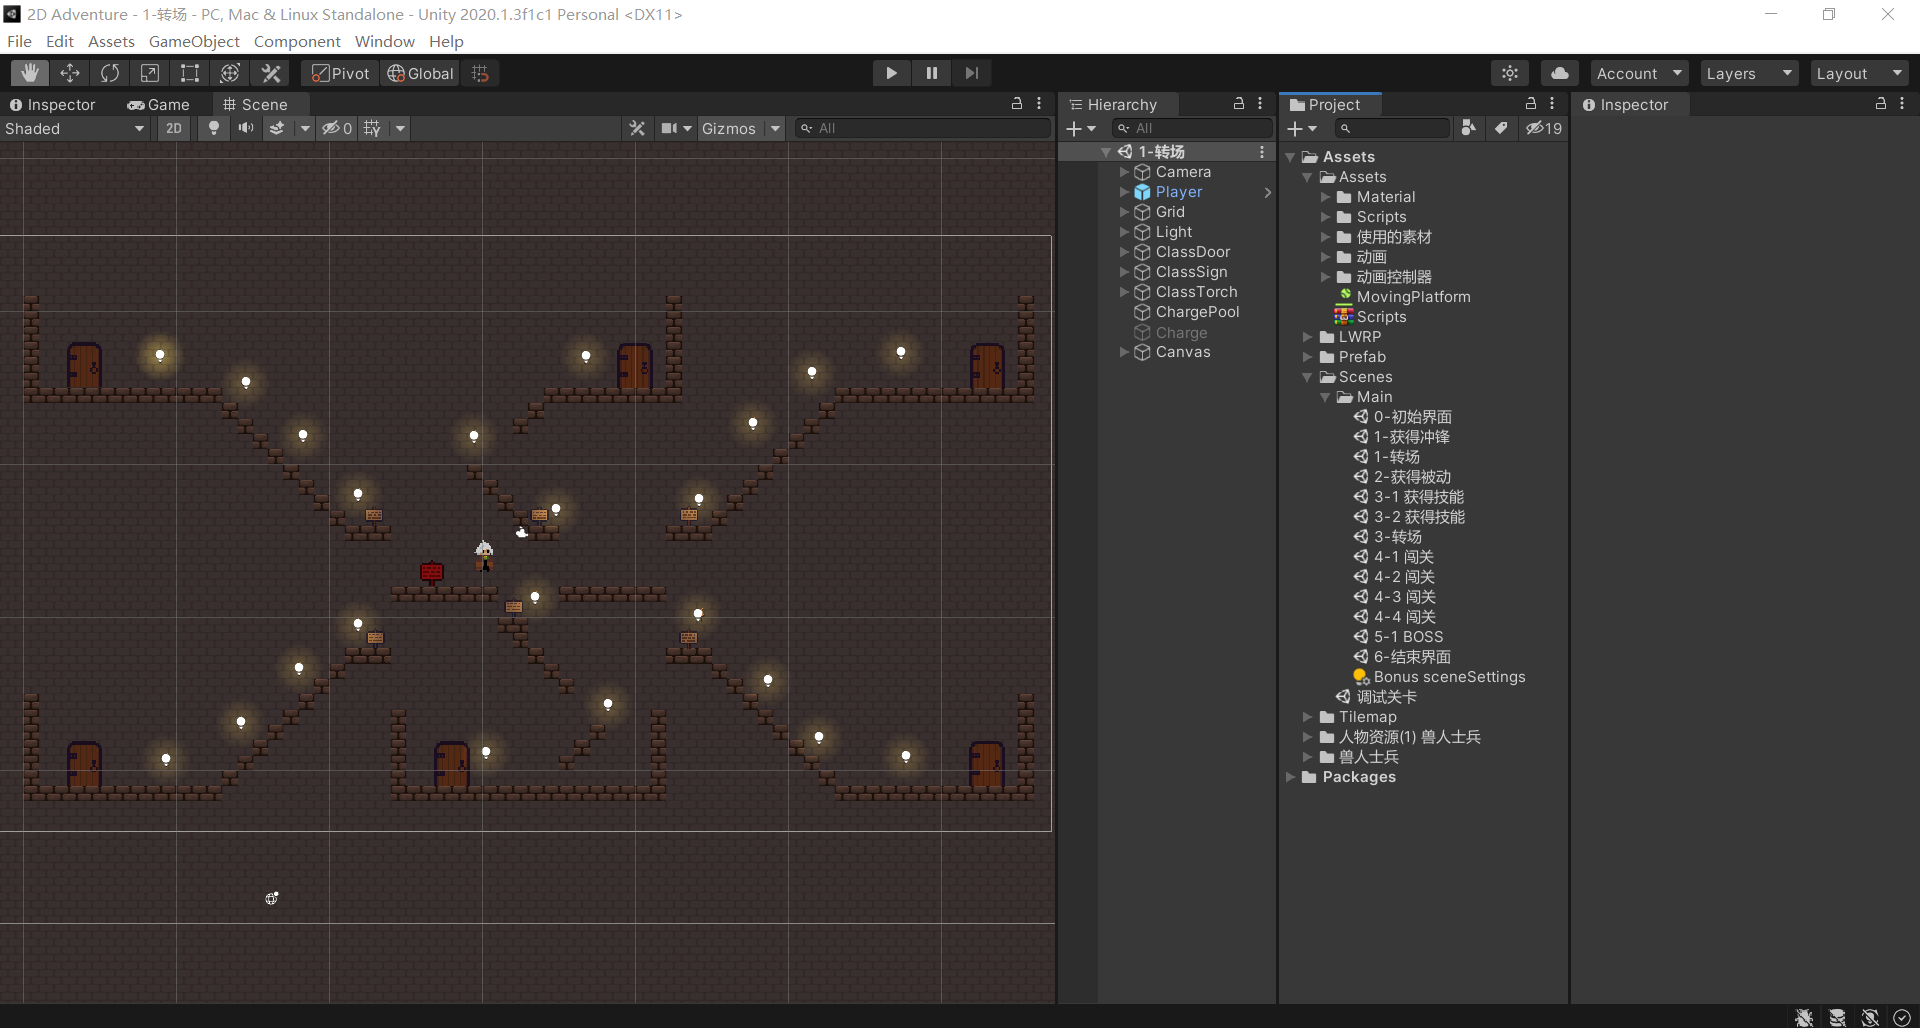 2D Adventure - 1-转场 - PC, Mac & Linux Standalone - Unity 2020.1.3f1c1 Personal <DX11>
File Edit Assets GameObject Component Window Help
Pivot Global Account Layers Layout
Inspector Game Scene
Shaded 2D 0 Gizmos All
Hierarchy
All
1-转场
Camera
Player
Grid
Light
ClassDoor
ClassSign
ClassTorch
ChargePool
Charge
Canvas
Project
19
Assets
Assets
Material
Scripts
使用的素材
动画
动画控制器
MovingPlatform
Scripts
LWRP
Prefab
Scenes
Main
0-初始界面
1-获得冲锋
1-转场
2-获得被动
3-1 获得技能
3-2 获得技能
3-转场
4-1 闯关
4-2 闯关
4-3 闯关
4-4 闯关
5-1 BOSS
6-结束界面
Bonus sceneSettings
调试关卡
Tilemap
人物资源(1) 兽人士兵
兽人士兵
Packages
Inspector